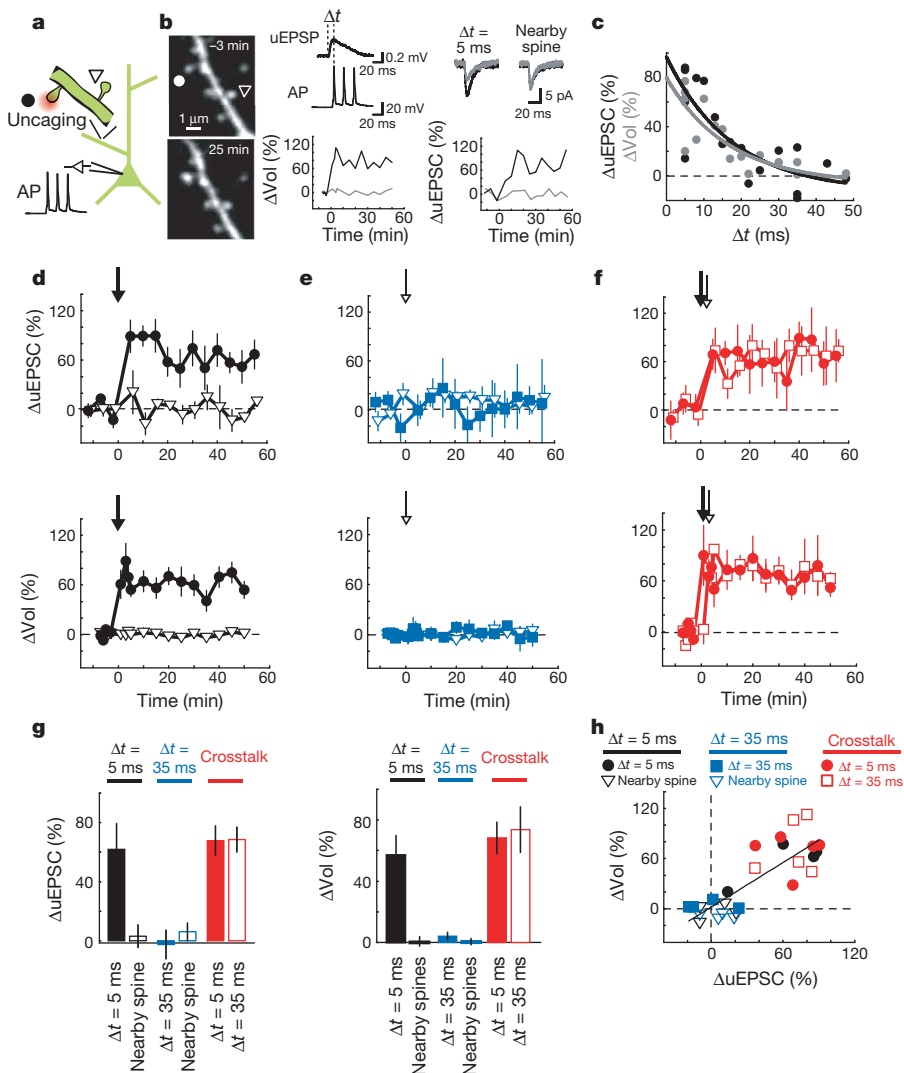 a
Uncaging
AP
b
–3 min
1 μm
25 min
Δt
uEPSP
0.2 mV
20 ms
AP
20 mV
20 ms
Δt =
5 ms
Nearby
spine
5 pA
20 ms
ΔVol (%)
100
0
0 30 60
Time (min)
ΔuEPSC (%)
100
0
0 30 60
Time (min)
c
ΔuEPSC (%)
ΔVol (%)
120
80
40
0
0 10 20 30 40 50
Δt (ms)
d
ΔuEPSC (%)
120
60
0
0 20 40 60
ΔVol (%)
120
60
0
0 20 40 60
Time (min)
e
120
60
0
0 20 40 60
120
60
0
0 20 40 60
Time (min)
f
120
60
0
0 20 40 60
120
60
0
0 20 40 60
Time (min)
g
Δt =
5 ms
Δt =
35 ms
Crosstalk
ΔuEPSC (%)
80
40
0
Δt = 5 ms
Nearby spine
Δt = 35 ms
Nearby spine
Δt = 5 ms
Δt = 35 ms
Δt =
5 ms
Δt =
35 ms
Crosstalk
ΔVol (%)
80
40
0
Δt = 5 ms
Nearby spines
Δt = 35 ms
Nearby spines
Δt = 5 ms
Δt = 35 ms
h
Δt = 5 ms
Δt = 35 ms
Crosstalk
Δt = 5 ms
Nearby spine
Δt = 35 ms
Nearby spine
Δt = 5 ms
Δt = 35 ms
ΔVol (%)
120
80
40
0
0 60 120
ΔuEPSC (%)